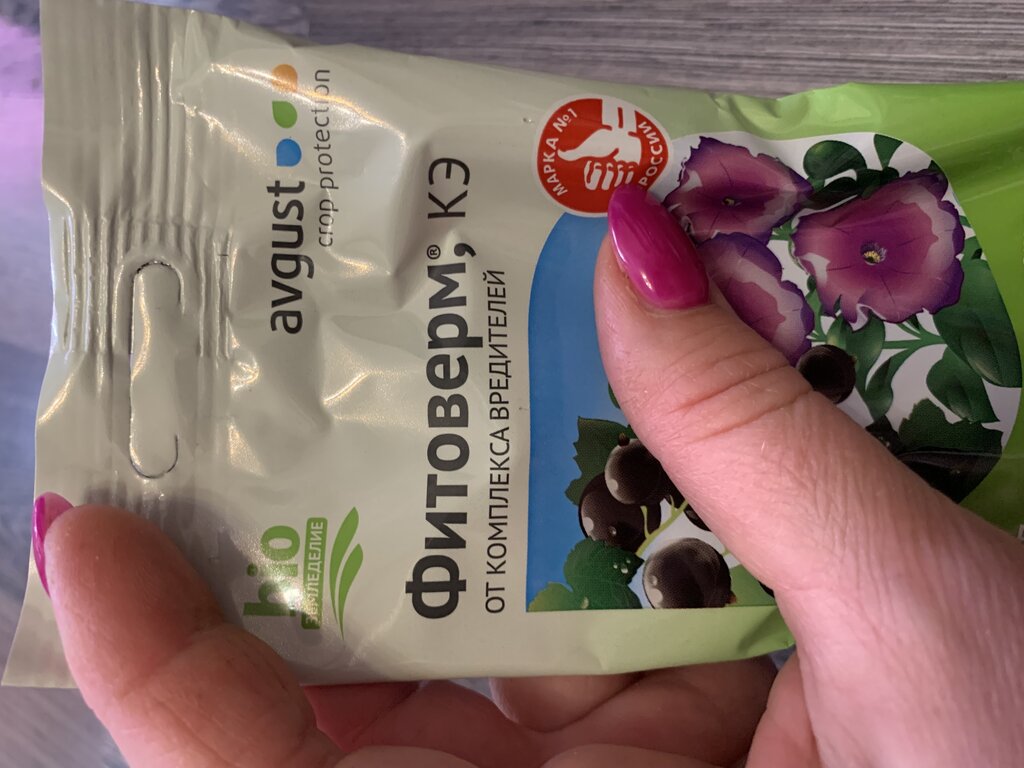 avgust
crop protection
bio
земледелие
Фитоверм®, КЭ
ОТ КОМПЛЕКСА ВРЕДИТЕЛЕЙ
МАРКА №1
РОССИИ